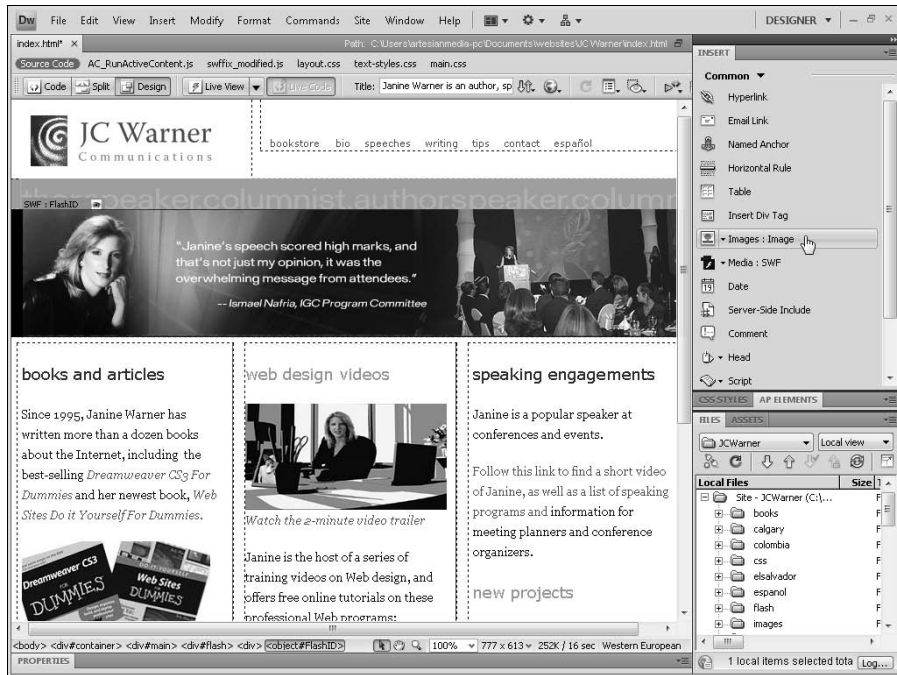 Dw File Edit View Insert Modify Format Commands Site Window Help DESIGNER
index.html* × Path: C:\Users\artesianmedia-pc\Documents\websites\JC Warner\index.html
Source Code AC_RunActiveContent.js swffix_modified.js layout.css text-styles.css main.css
Code Split Design Live View Live Code Title: Janine Warner is an author, sp
JC Warner
Communications
bookstore bio speeches writing tips contact español
thor.speaker.columnist.author.speaker.column
SWF : FlashID
"Janine's speech scored high marks, and
that's not just my opinion, it was the
overwhelming message from attendees."
-- Ismael Nafria, IGC Program Committee
books and articles
Since 1995, Janine Warner has
written more than a dozen books
about the Internet, including the
best-selling Dreamweaver CS3 For
Dummies and her newest book, Web
Sites Do it Yourself For Dummies.
Dreamweaver CS3
FOR
DUMMIES
DO-IT-YOURSELF
Web Sites
FOR
DUMMIES
web design videos
Watch the 2-minute video trailer
Janine is the host of a series of
training videos on Web design, and
offers free online tutorials on these
professional Web programs:
speaking engagements
Janine is a popular speaker at
conferences and events.
Follow this link to find a short video
of Janine, as well as a list of speaking
programs and information for
meeting planners and conference
organizers.
new projects
<body> <div#container> <div#main> <div#flash> <div> <object#FlashID> 100% 777 x 613 252K / 16 sec Western European
PROPERTIES
INSERT
Common
Hyperlink
Email Link
Named Anchor
Horizontal Rule
Table
Insert Div Tag
Images : Image
Media : SWF
19 Date
Server-Side Include
Comment
Head
Script
CSS STYLES AP ELEMENTS
FILES ASSETS
JCWarner Local view
Local Files Size T
Site - JCWarner (C:\... F
books F
calgary F
colombia F
css F
elsalvador F
espanol F
flash F
images F
1 local items selected tota Log...